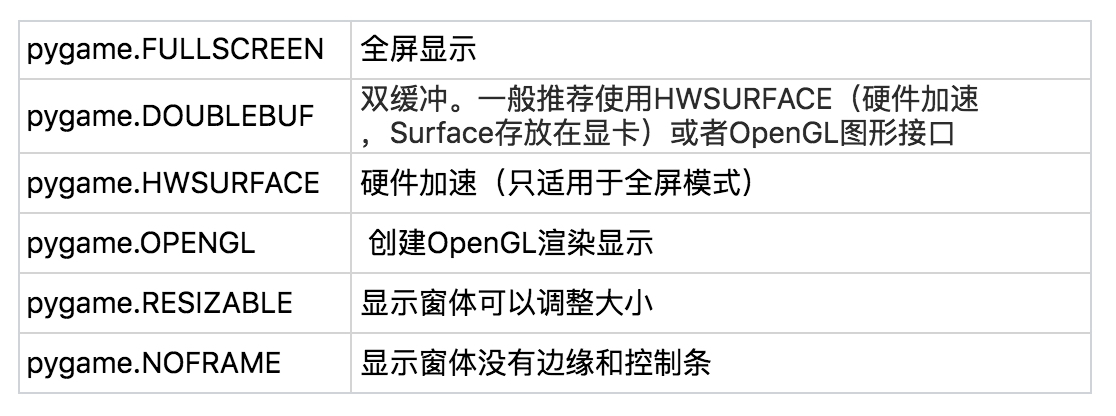 pygame.FULLSCREEN 全屏显示
pygame.DOUBLEBUF 双缓冲。一般推荐使用HWSURFACE（硬件加速
，Surface存放在显卡）或者OpenGL图形接口
pygame.HWSURFACE 硬件加速（只适用于全屏模式）
pygame.OPENGL 创建OpenGL渲染显示
pygame.RESIZABLE 显示窗体可以调整大小
pygame.NOFRAME 显示窗体没有边缘和控制条